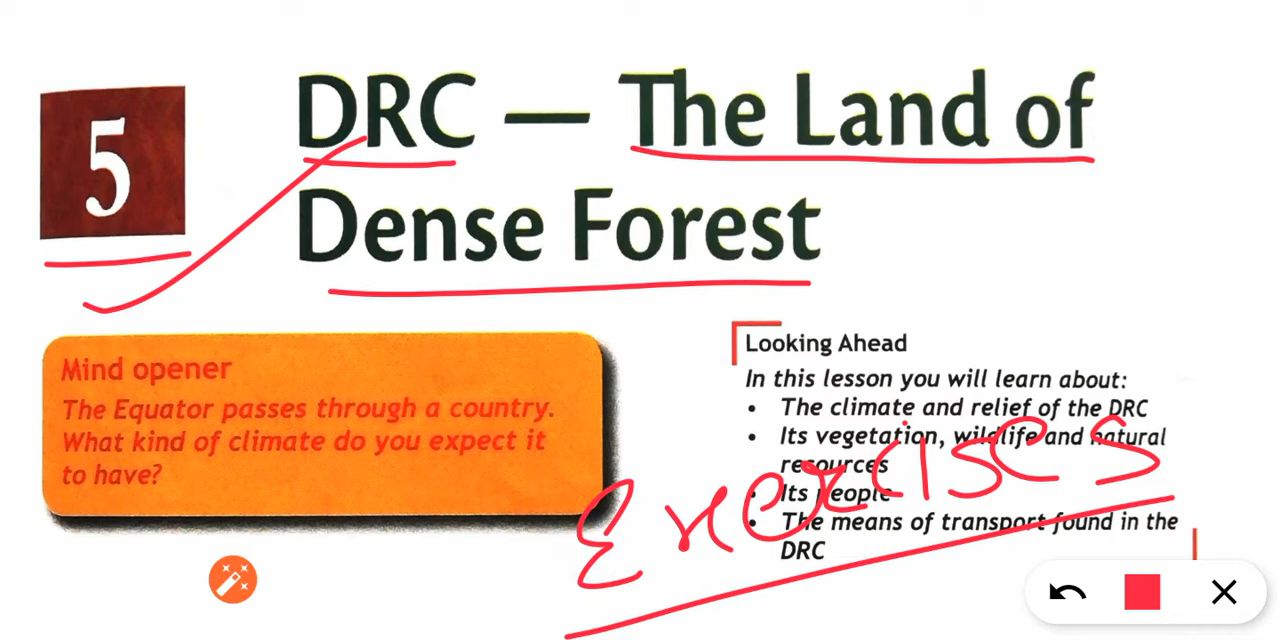 5
DRC — The Land of
Dense Forest
Mind opener
The Equator passes through a country.
What kind of climate do you expect it
to have?
Looking Ahead
In this lesson you will learn about:
• The climate and relief of the DRC
• Its vegetation, wildlife and natural
resources
• Its people
• The means of transport found in the
DRC
Exercises